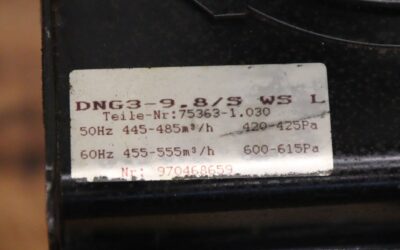 DNG3-9.8/S WS L
Teile-Nr:75363-1.030
50Hz 445-485m³/h 420-425Pa
60Hz 455-555m³/h 600-615Pa
Nr: 970468659